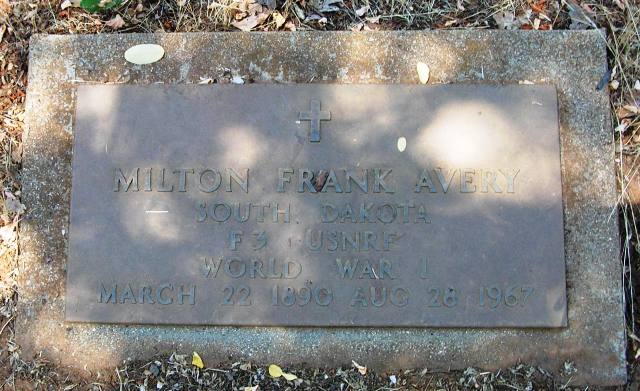 MILTON FRANK AVERY
SOUTH DAKOTA
F3 USNRF
WORLD WAR I
MARCH 22 1890 AUG 28 1967